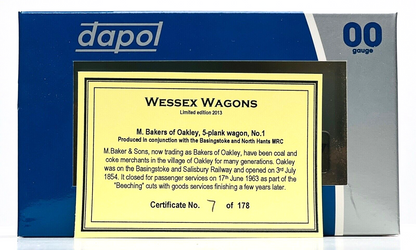 dapol
00
gauge
WESSEX WAGONS
Limited edition 2013
M. Bakers of Oakley, 5-plank wagon, No.1
Produced in conjunction with the Basingstoke and North Hants MRC
M.Baker & Sons, now trading as Bakers of Oakley, have been coal and
coke merchants in the village of Oakley for many generations. Oakley
was on the Basingstoke and Salisbury Railway and opened on 3rd July
1854. It closed for passenger services on 17th June 1963 as part of the
"Beeching" cuts with goods services finishing a few years later.
Certificate No. 7 of 178